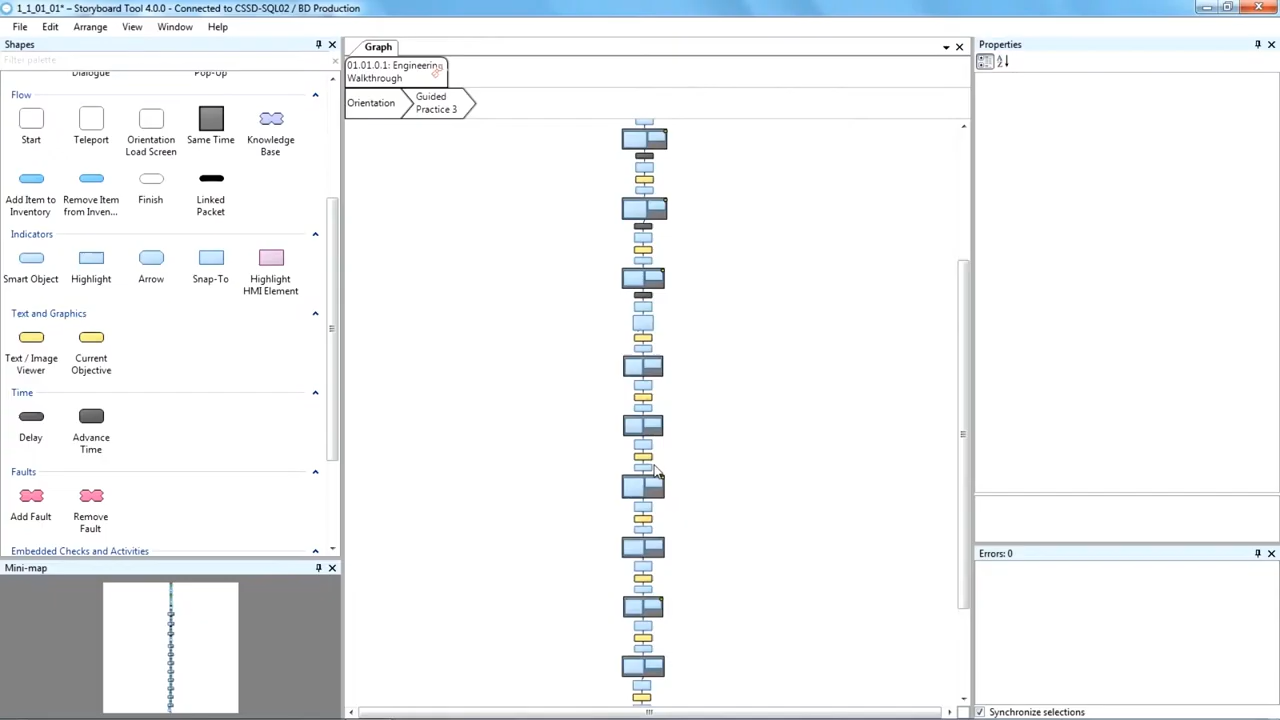 1_1_01_01* - Storyboard Tool 4.0.0 - Connected to CSSD-SQL02 / BD Production
File Edit Arrange View Window Help
Shapes
Filter palette
Dialogue Pop-Up
Flow
Start Teleport Orientation Load Screen Same Time Knowledge Base
Add Item to Inventory Remove Item from Inven... Finish Linked Packet
Indicators
Smart Object Highlight Arrow Snap-To Highlight HMI Element
Text and Graphics
Text / Image Viewer Current Objective
Time
Delay Advance Time
Faults
Add Fault Remove Fault
Embedded Checks and Activities
Mini-map
Graph
01.01.0.1: Engineering
Walkthrough
Orientation Guided Practice 3
Properties
Errors: 0
Synchronize selections